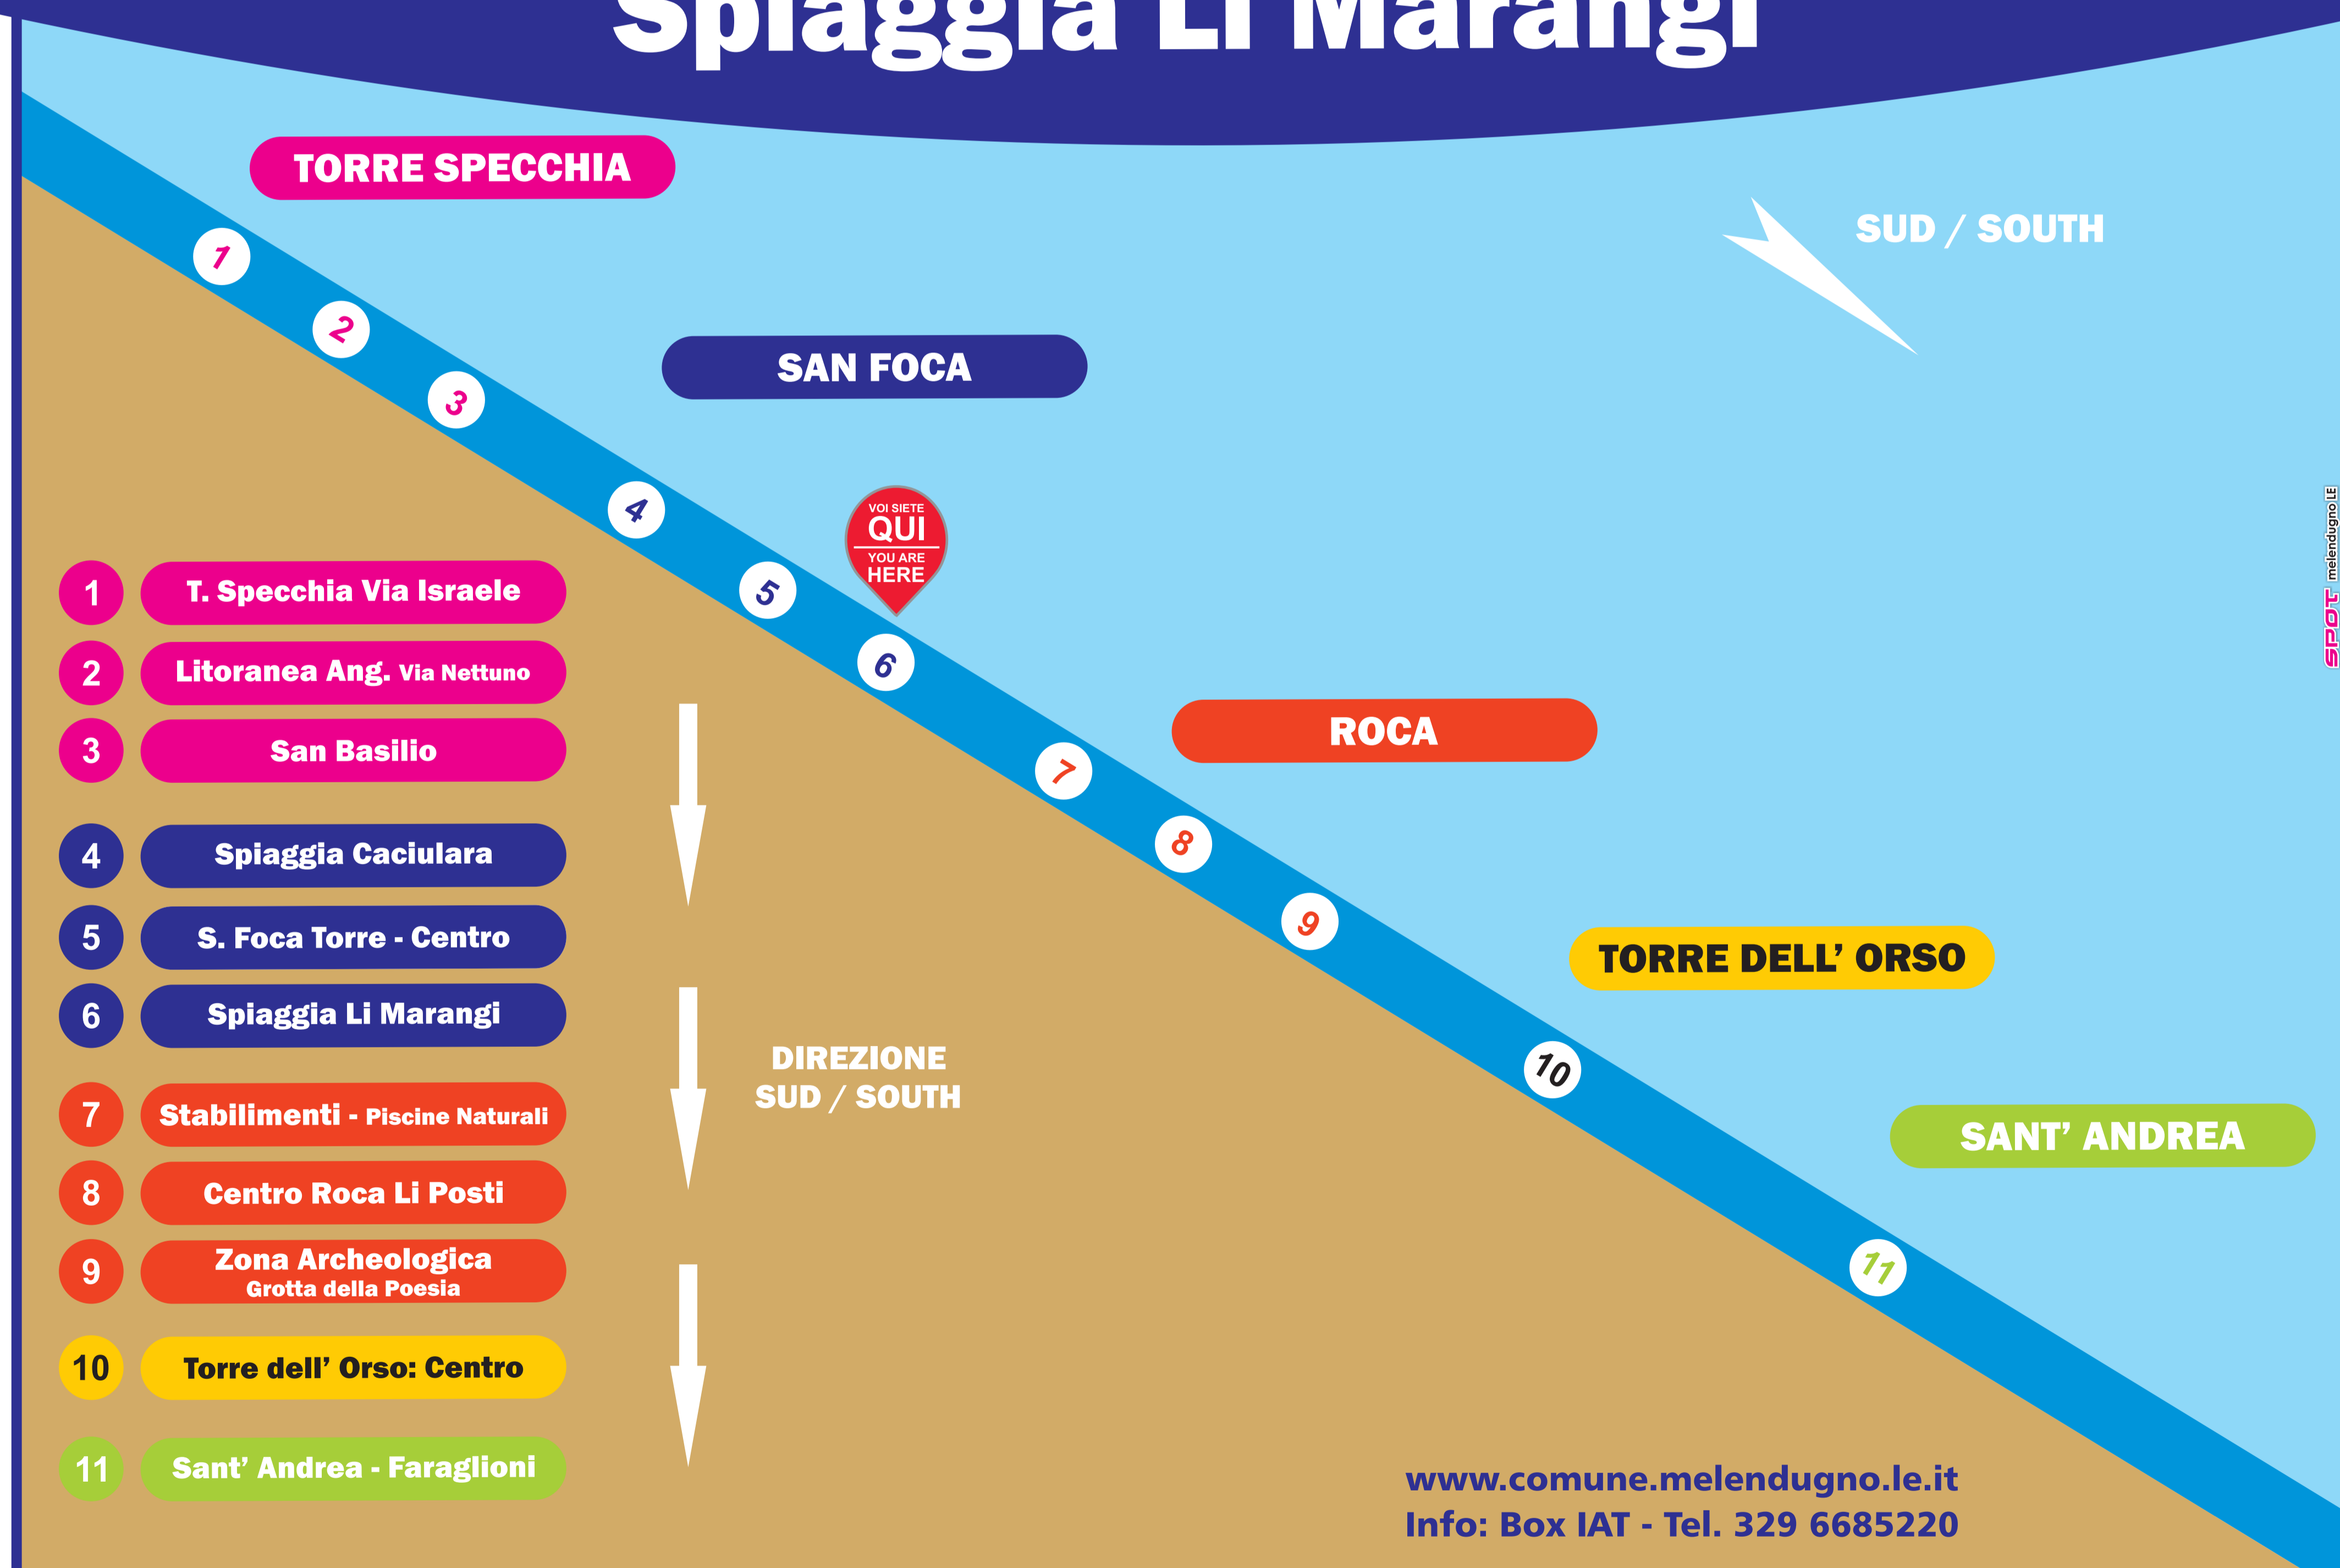 Spiaggia Li Marangi
TORRE SPECCHIA
SUD / SOUTH
1
2
3
SAN FOCA
4
5
6
VOI SIETE
QUI
YOU ARE
HERE
ROCA
7
8
9
TORRE DELL' ORSO
10
SANT' ANDREA
11
1 T. Specchia Via Israele
2 Litoranea Ang. Via Nettuno
3 San Basilio
4 Spiaggia Caciulara
5 S. Foca Torre - Centro
6 Spiaggia Li Marangi
7 Stabilimenti - Piscine Naturali
8 Centro Roca Li Posti
9 Zona Archeologica
Grotta della Poesia
10 Torre dell' Orso: Centro
11 Sant' Andrea - Faraglioni
DIREZIONE
SUD / SOUTH
www.comune.melendugno.le.it
Info: Box IAT - Tel. 329 6685220
SPOT melendugno LE